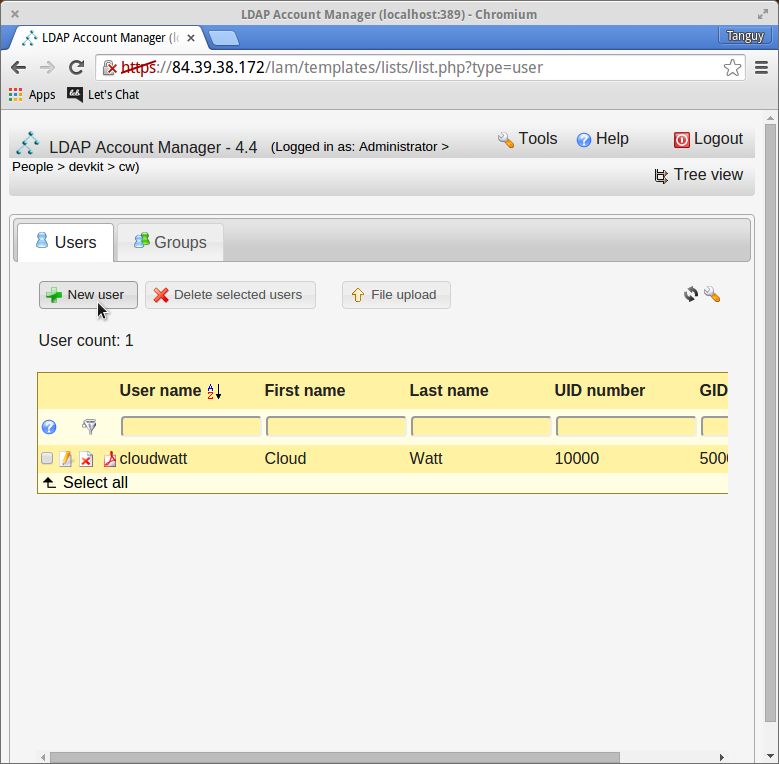 LDAP Account Manager (localhost:389) - Chromium
LDAP Account Manager (lo
Tanguy
https://84.39.38.172/lam/templates/lists/list.php?type=user
Apps Let's Chat
LDAP Account Manager - 4.4 (Logged in as: Administrator >
People > devkit > cw)
Tools Help Logout
Tree view
Users Groups
New user Delete selected users File upload
User count: 1
User name First name Last name UID number GID
cloudwatt Cloud Watt 10000 5000
Select all